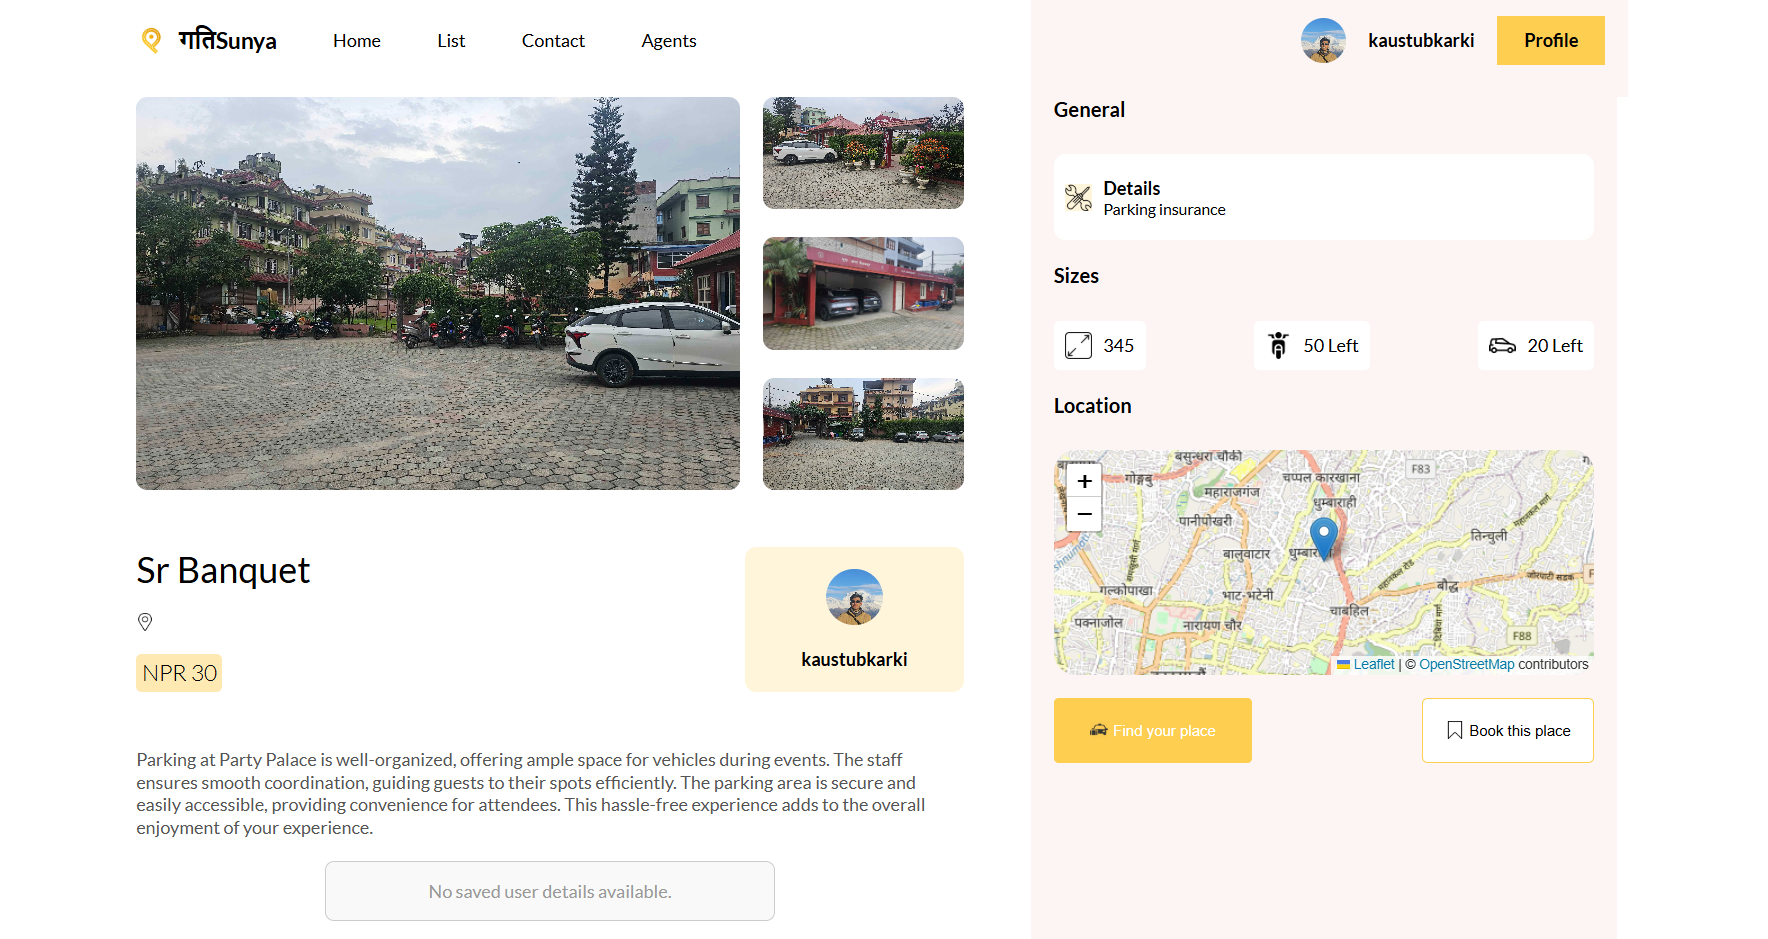 गतिSunya
Home
List
Contact
Agents
kaustubkarki
Profile
Sr Banquet
NPR 30
kaustubkarki
Parking at Party Palace is well-organized, offering ample space for vehicles during events. The staff
ensures smooth coordination, guiding guests to their spots efficiently. The parking area is secure and
easily accessible, providing convenience for attendees. This hassle-free experience adds to the overall
enjoyment of your experience.
No saved user details available.
General
Details
Parking insurance
Sizes
345
50 Left
20 Left
Location
+
−
बसुन्धरा चौकी
गोङ्गबु
महाराजगंज
चप्पल कारखाना
F83
धुम्बाराही
पानीपोखरी
बालुवाटार
तिन्चुली
गल्कोपाखा
भाट-भटेनी
बौद्ध
जोरपाटी सडक
चाबहिल
पक्नाजोल
नारायण चौर
F88
Leaflet | © OpenStreetMap contributors
Find your place
Book this place